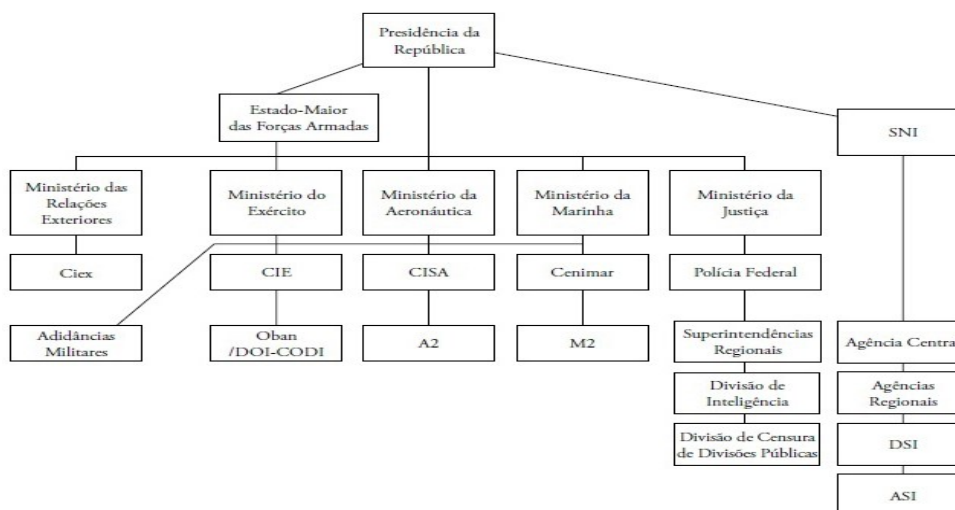 Presidência da
República
Estado-Maior
das Forças Armadas
SNI
Ministério das
Relações
Exteriores
Ministério do
Exército
Ministério da
Aeronáutica
Ministério da
Marinha
Ministério da
Justiça
Ciex
CIE
CISA
Cenimar
Polícia Federal
Adidâncias
Militares
Oban
/DOI-CODI
A2
M2
Superintendências
Regionais
Agência Centra
Divisão de
Inteligência
Agências
Regionais
Divisão de Censura
de Divisões Públicas
DSI
ASI